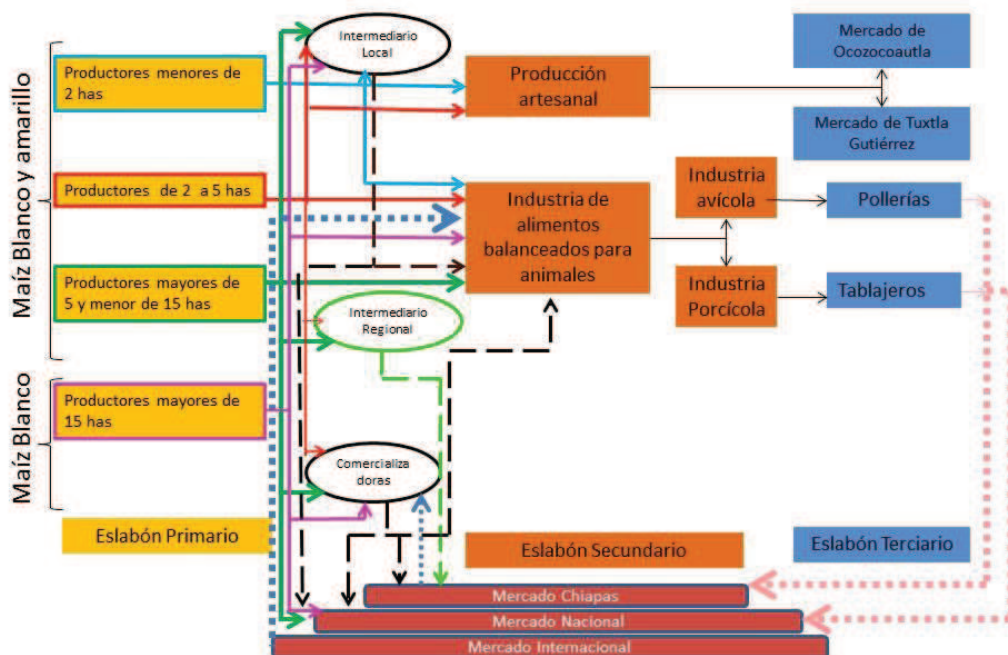 Maíz Blanco y amarillo
Maíz Blanco
Productores menores de
2 has
Productores de 2 a 5 has
Productores mayores de
5 y menor de 15 has
Productores mayores de
15 has
Eslabón Primario
Intermediario
Local
Intermediario
Regional
Comercializa
doras
Producción
artesanal
Industria de
alimentos
balanceados para
animales
Industria
avícola
Industria
Porcícola
Eslabón Secundario
Mercado de
Ocozocoautla
Mercado de Tuxtla
Gutiérrez
Pollerías
Tablajeros
Eslabón Terciario
Mercado Chiapas
Mercado Nacional
Mercado Internacional